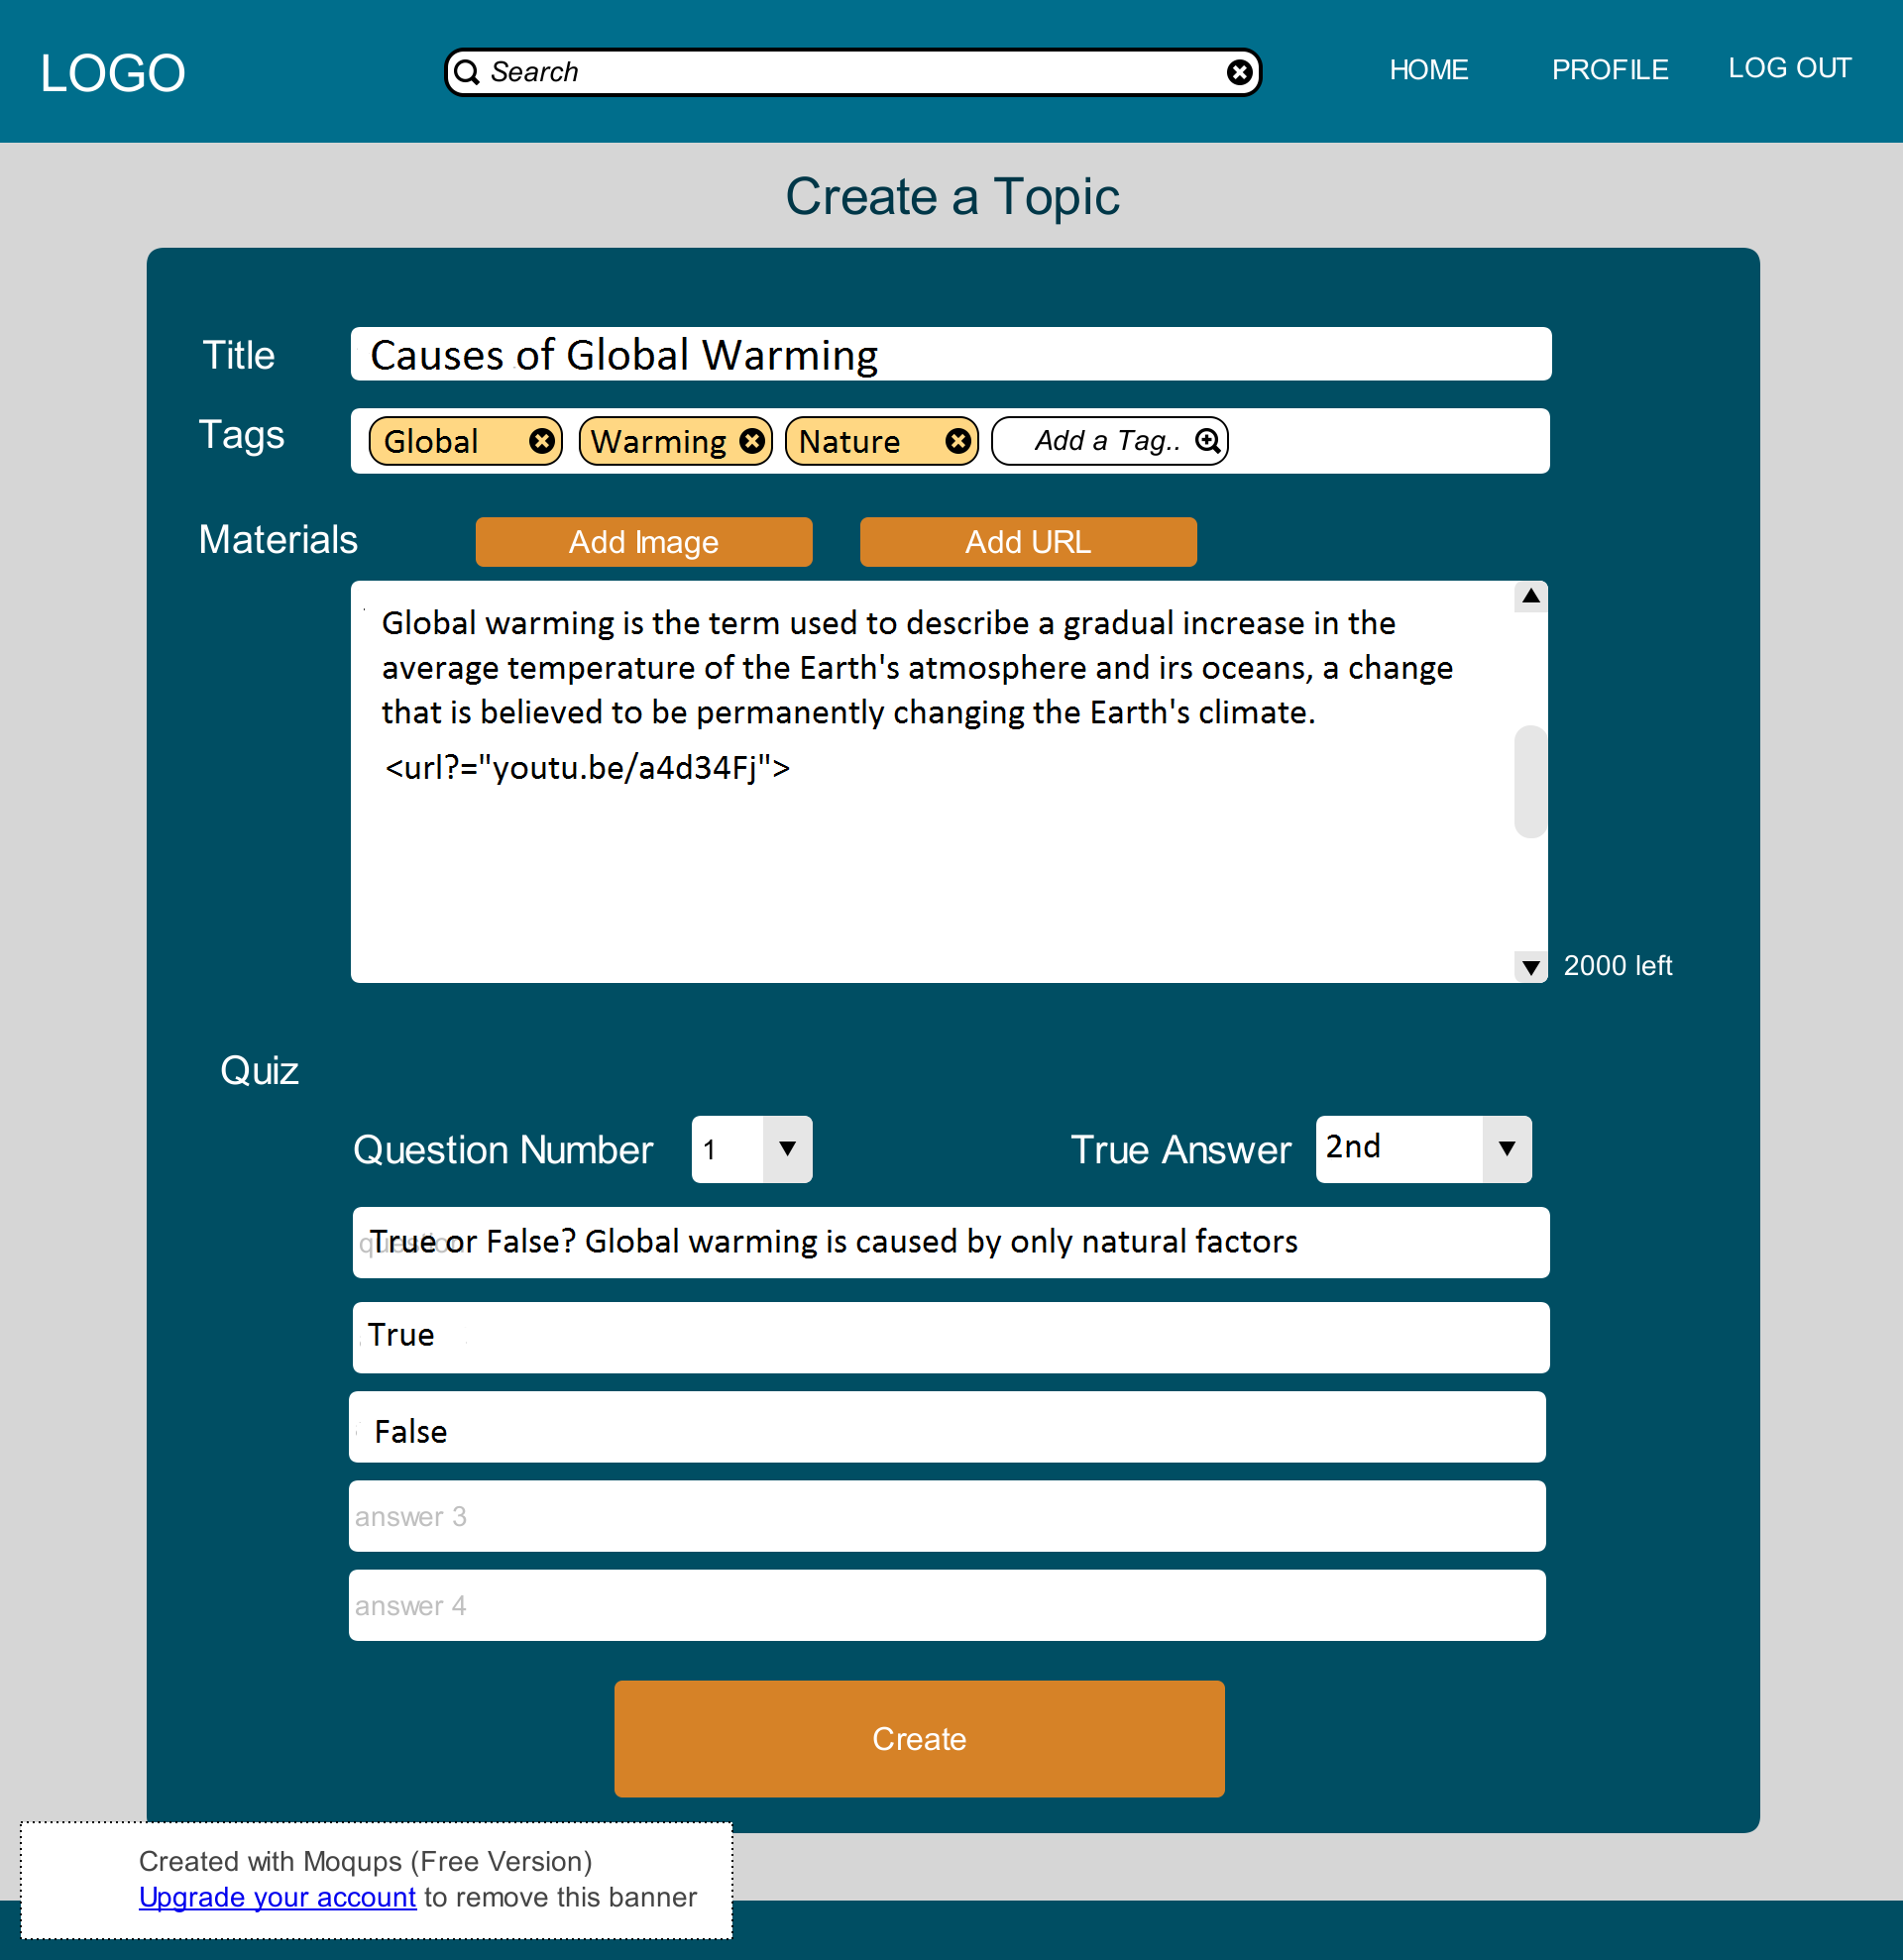 LOGO
Search
HOME
PROFILE
LOG OUT
Create a Topic
Title
Causes of Global Warming
Tags
Global
Warming
Nature
Add a Tag..
Materials
Add Image
Add URL
Global warming is the term used to describe a gradual increase in the
average temperature of the Earth's atmosphere and irs oceans, a change
that is believed to be permanently changing the Earth's climate.
<url?="youtu.be/a4d34Fj">
2000 left
Quiz
Question Number
1
True Answer
2nd
question
True or False? Global warming is caused by only natural factors
True
False
answer 3
answer 4
Create
Created with Moqups (Free Version)
Upgrade your account to remove this banner